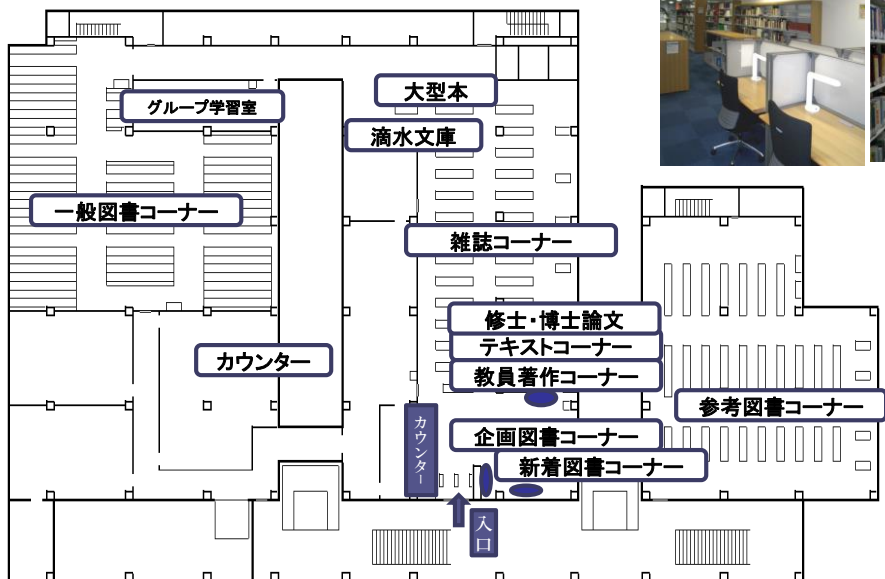 大型本
グループ学習室
滴水文庫
一般図書コーナー
雑誌コーナー
修士・博士論文
テキストコーナー
カウンター
教員著作コーナー
参考図書コーナー
カウンター
企画図書コーナー
新着図書コーナー
入口